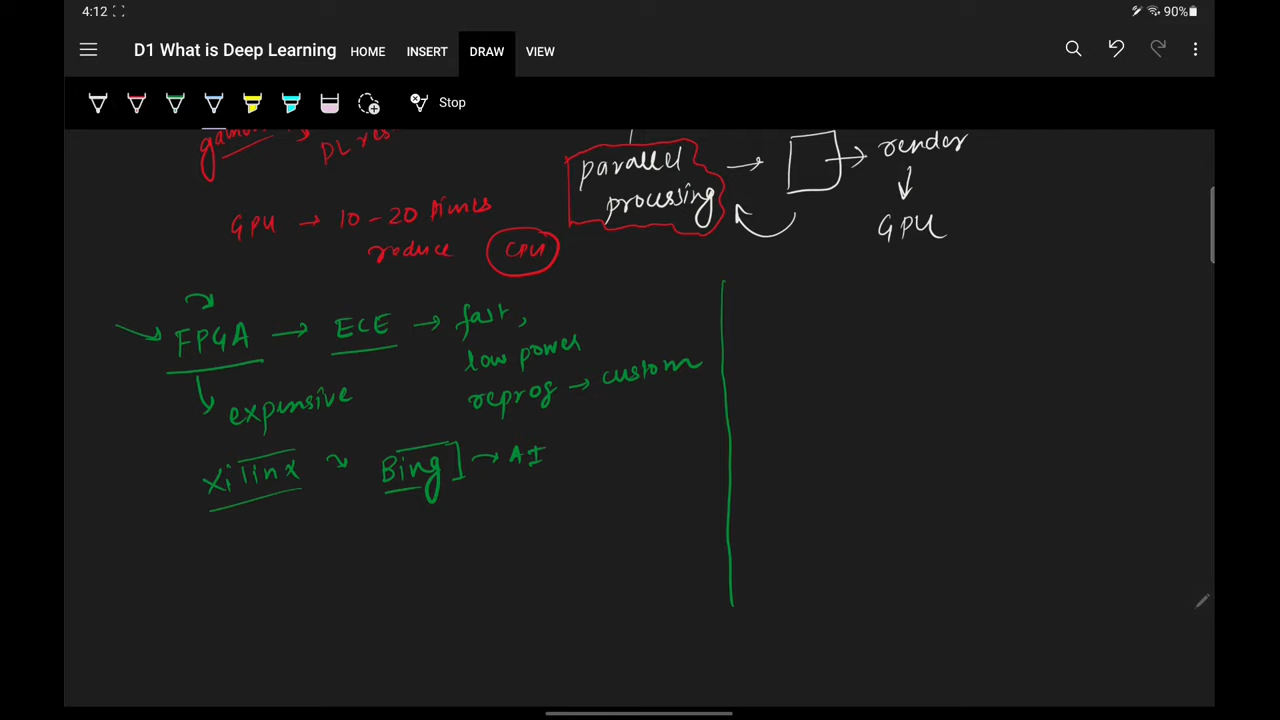 4:12
90%
D1 What is Deep Learning
HOME INSERT DRAW VIEW
Stop
DL res
parallel
processing
render
GPU
GPU → 10-20 times
reduce CPU
FPGA → ECE → fast,
low power
reprog → custom
expensive
Xilinx Bing] → AI